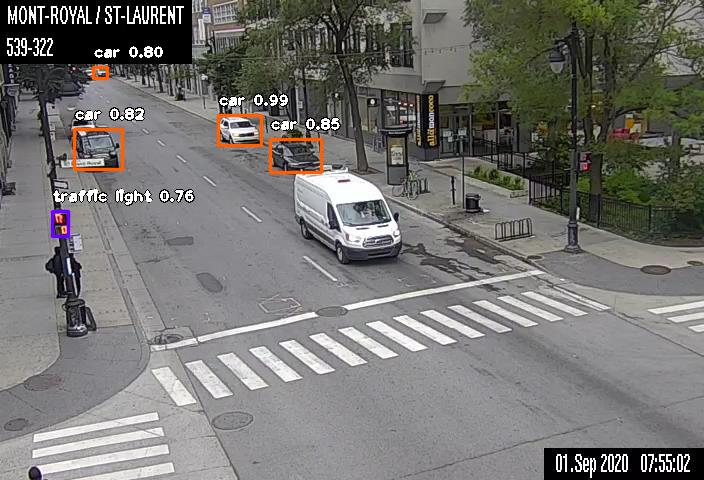 MONT-ROYAL / ST-LAURENT
539-322
car 0.80
car 0.99
car 0.82
car 0.85
traffic light 0.76
01.Sep 2020 07:55:02